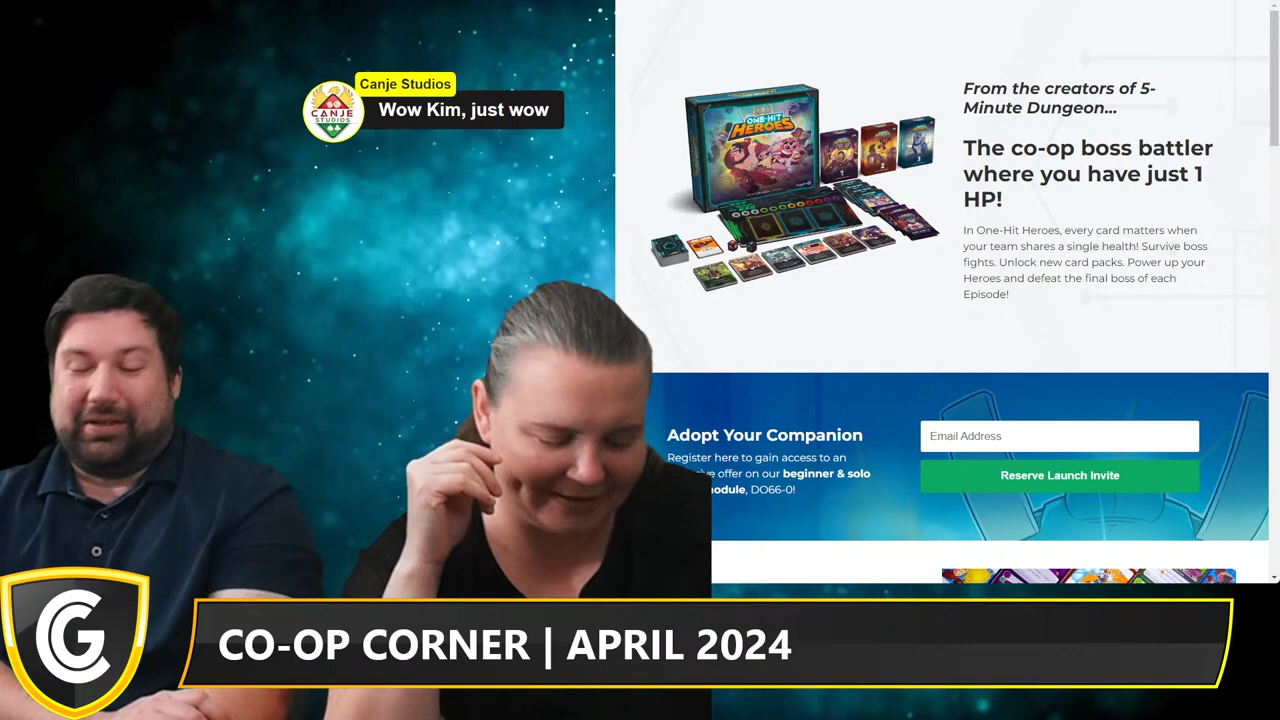 Canje Studios
CANJE
STUDIOS
Wow Kim, just wow
ONE-HIT
HEROES
1
2
3
From the creators of 5-
Minute Dungeon...
The co-op boss battler
where you have just 1
HP!
In One-Hit Heroes, every card matters when
your team shares a single health! Survive boss
fights. Unlock new card packs. Power up your
Heroes and defeat the final boss of each
Episode!
Adopt Your Companion
Register here to gain access to an
offer on our beginner & solo
DO66-0!
Email Address
Reserve Launch Invite
CO-OP CORNER | APRIL 2024